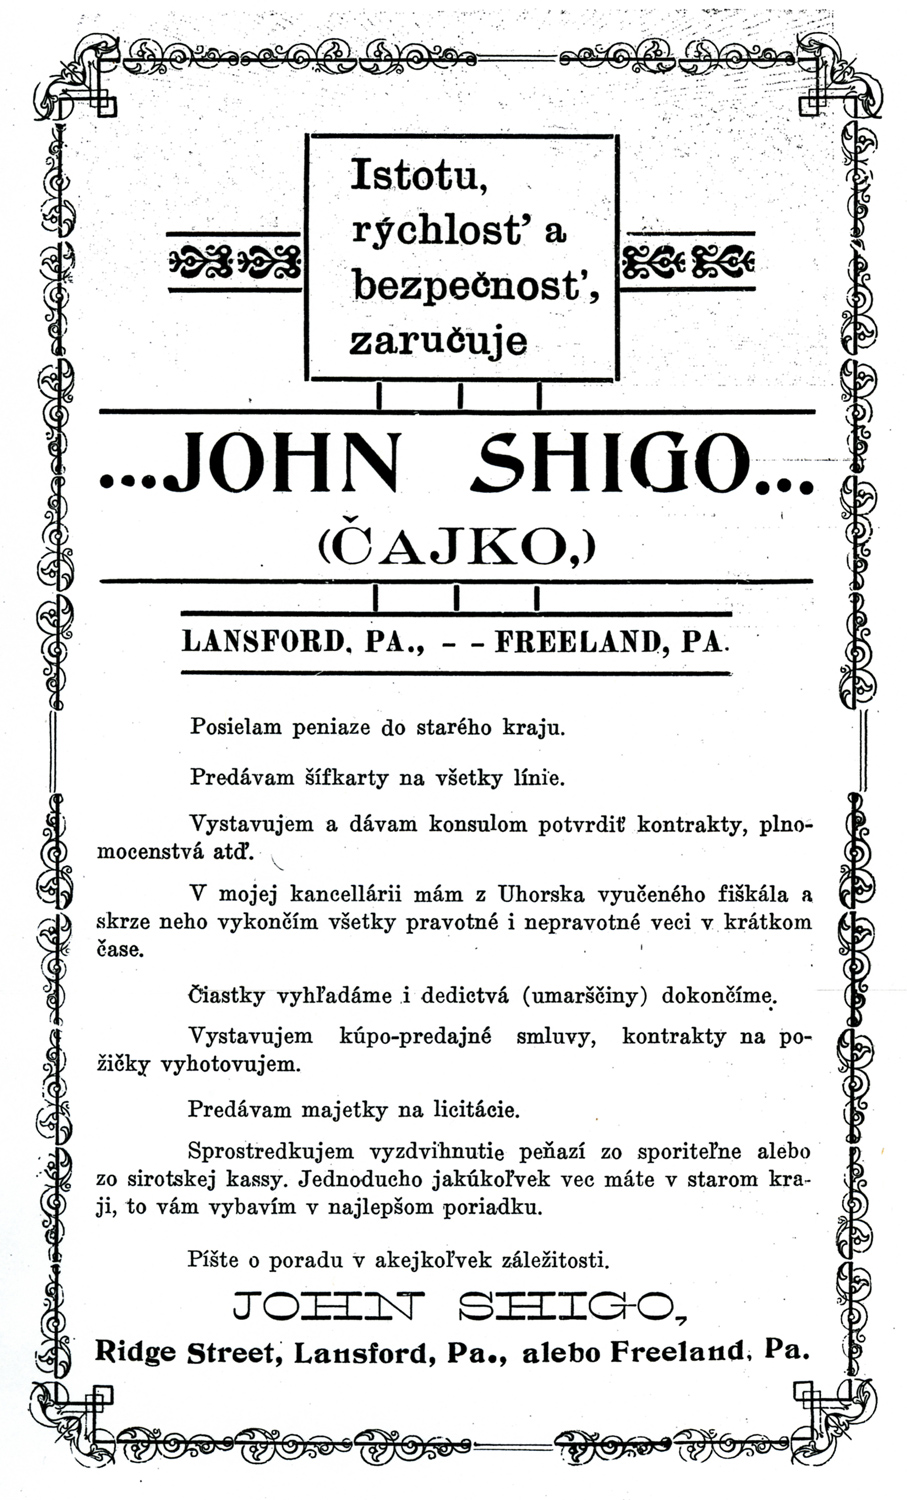 Istotu,
rýchlosť a
bezpečnosť,
zaručuje
...JOHN SHIGO...
(ČAJKO,)
LANSFORD, PA., - - FREELAND, PA.
Posielam peniaze do starého kraju.
Predávam šífkarty na všetky línie.
Vystavujem a dávam konsulom potvrdiť kontrakty, plno-
mocenstvá atď.
V mojej kancellárii mám z Uhorska vyučeného fiškála a
skrze neho vykončím všetky pravotné i nepravotné veci v krátkom
čase.
Čiastky vyhľadáme i dedictvá (umarščiny) dokončíme.
Vystavujem kúpo-predajné smluvy, kontrakty na po-
žičky vyhotovujem.
Predávam majetky na licitácie.
Sprostredkujem vyzdvihnutie peňazí zo sporiteľne alebo
zo sirotskej kassy. Jednoducho jakúkoľvek vec máte v starom kra-
ji, to vám vybavím v najlepšom poriadku.
Píšte o poradu v akejkoľvek záležitosti.
JOHN SHIGO,
Ridge Street, Lansford, Pa., alebo Freeland, Pa.